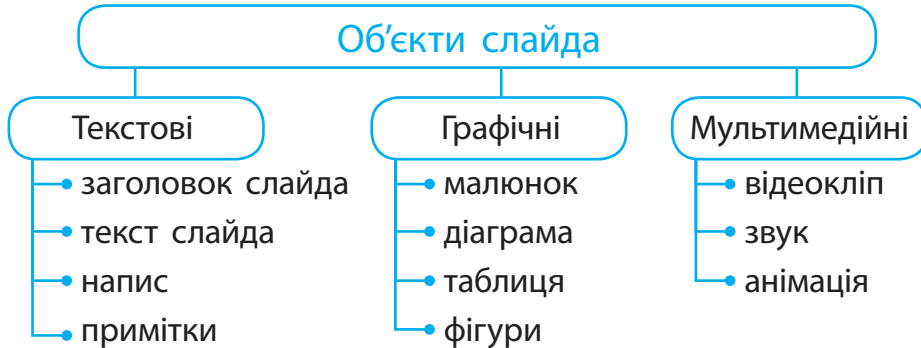 Об’єкти слайда
Текстові
заголовок слайда
текст слайда
напис
примітки
Графічні
малюнок
діаграма
таблиця
фігури
Мультимедійні
відеокліп
звук
анімація